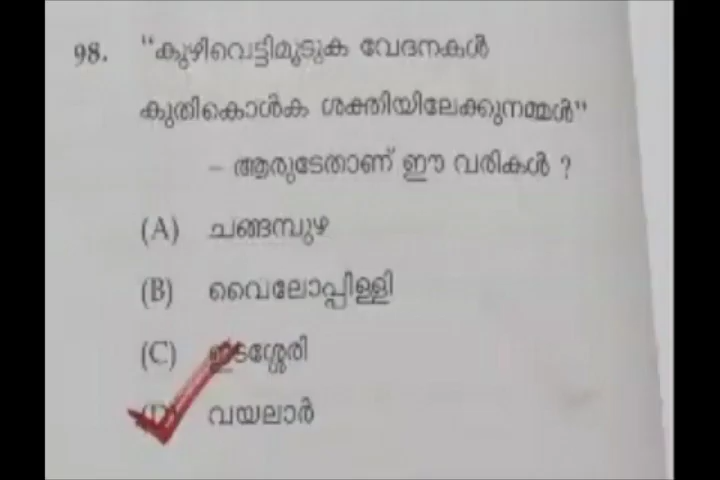 98. “കുഴിവെട്ടിമൂടുക വേദനകൾ
കുതികൊൾക ശക്തിയിലേക്കുനമ്മൾ”
– ആരുടേതാണ് ഈ വരികൾ ?
(A) ചങ്ങമ്പുഴ
(B) വൈലോപ്പിള്ളി
(C) ഇടശ്ശേരി
(D) വയലാർ